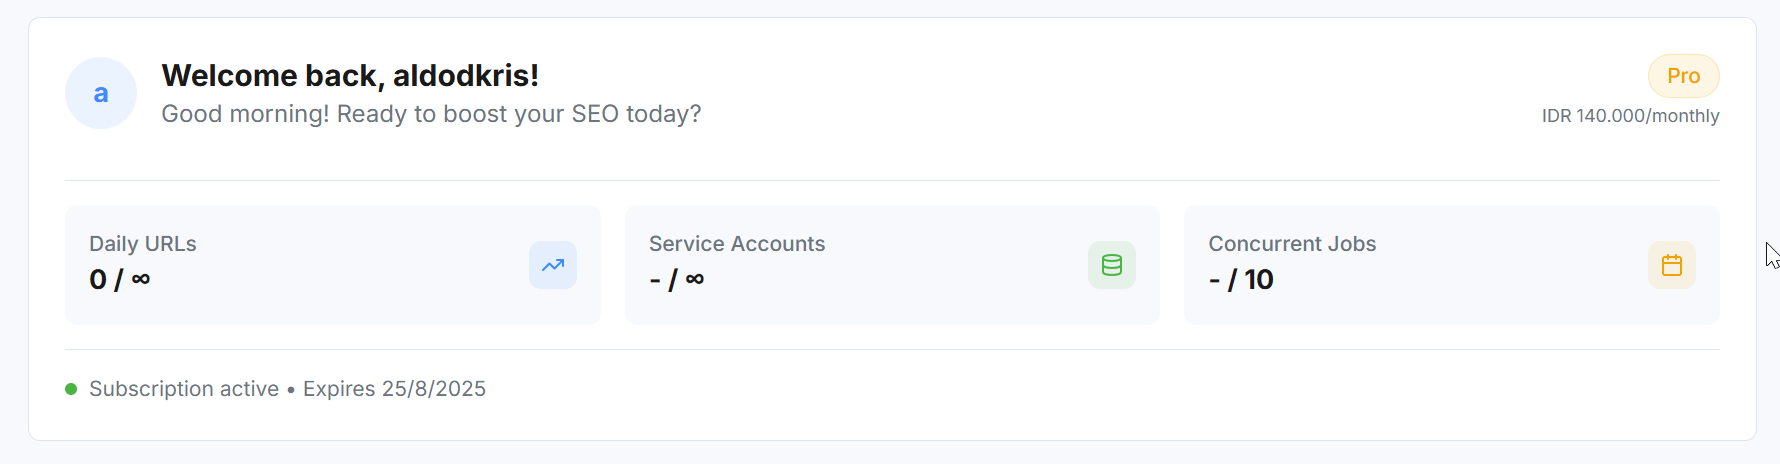 a
Welcome back, aldodkris!
Good morning! Ready to boost your SEO today?
Pro
IDR 140.000/monthly
Daily URLs
0 / ∞
Service Accounts
- / ∞
Concurrent Jobs
- / 10
Subscription active • Expires 25/8/2025